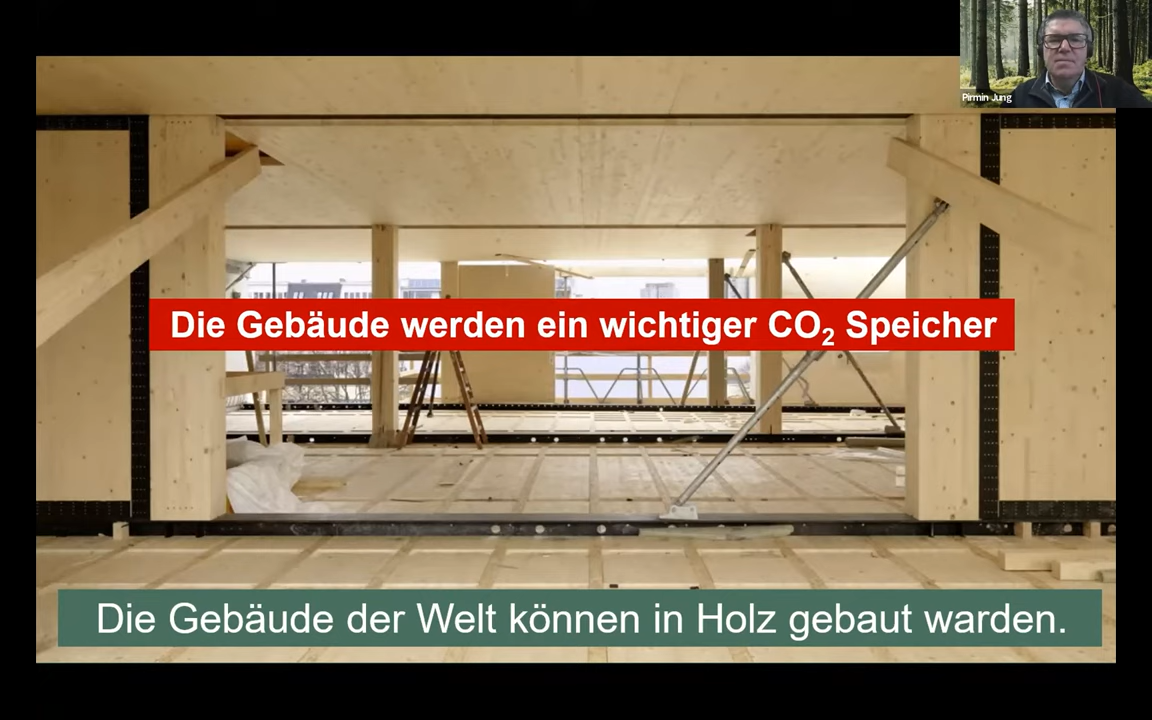 Pirmin Jung
Die Gebäude werden ein wichtiger CO₂ Speicher
Die Gebäude der Welt können in Holz gebaut warden.